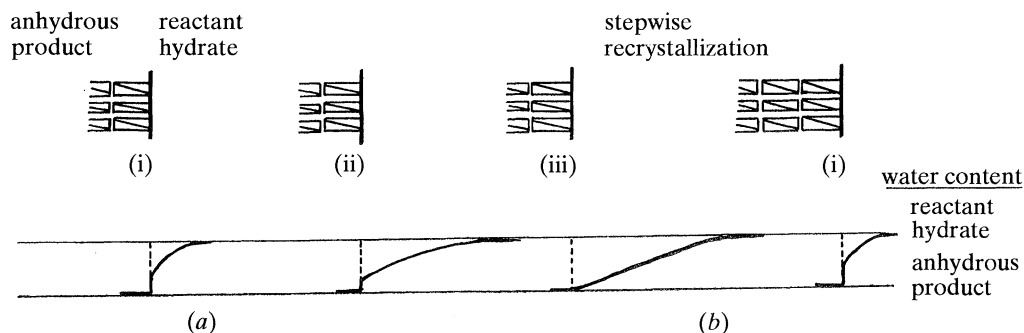 anhydrous
product
reactant
hydrate
stepwise
recrystallization
(i)
(ii)
(iii)
(i)
water content
reactant
hydrate
anhydrous
product
(a)
(b)